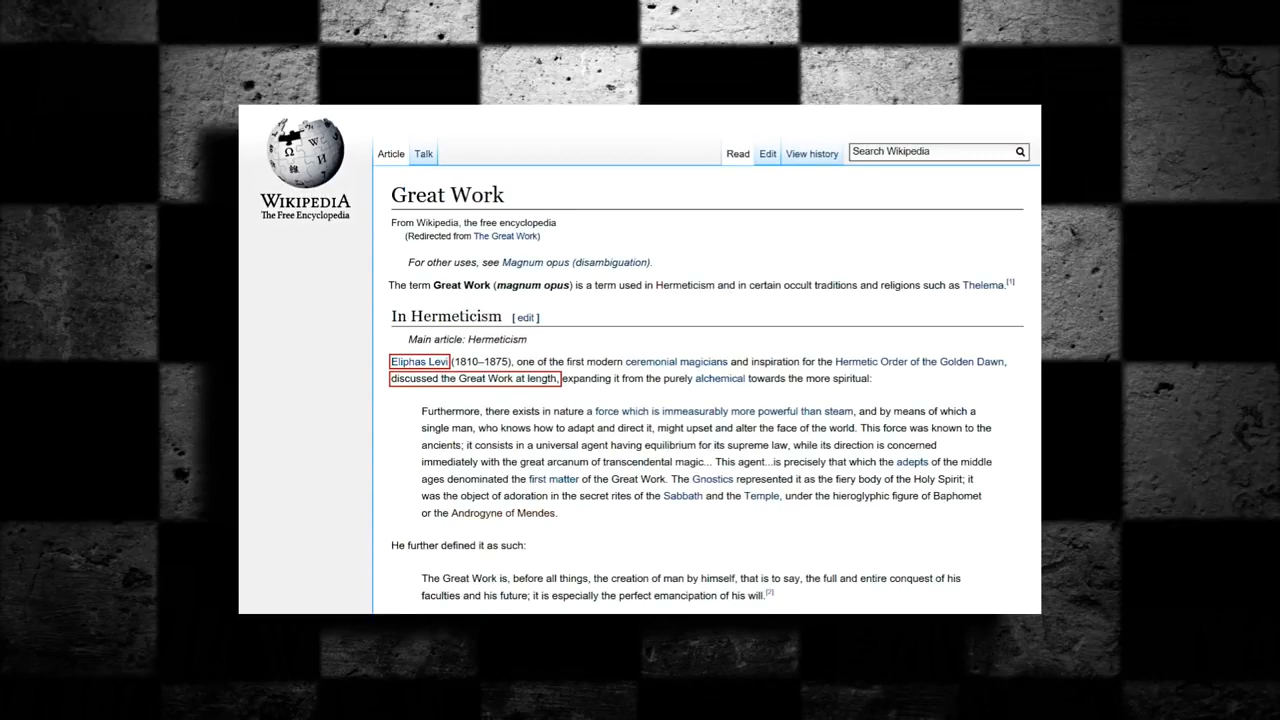 WIKIPEDIA
The Free Encyclopedia
Article Talk Read Edit View history Search Wikipedia
Great Work
From Wikipedia, the free encyclopedia
(Redirected from The Great Work)
For other uses, see Magnum opus (disambiguation).
The term Great Work (magnum opus) is a term used in Hermeticism and in certain occult traditions and religions such as Thelema.[1]
In Hermeticism [ edit ]
Main article: Hermeticism
Eliphas Levi (1810–1875), one of the first modern ceremonial magicians and inspiration for the Hermetic Order of the Golden Dawn,
discussed the Great Work at length, expanding it from the purely alchemical towards the more spiritual:
Furthermore, there exists in nature a force which is immeasurably more powerful than steam, and by means of which a
single man, who knows how to adapt and direct it, might upset and alter the face of the world. This force was known to the
ancients; it consists in a universal agent having equilibrium for its supreme law, while its direction is concerned
immediately with the great arcanum of transcendental magic... This agent...is precisely that which the adepts of the middle
ages denominated the first matter of the Great Work. The Gnostics represented it as the fiery body of the Holy Spirit; it
was the object of adoration in the secret rites of the Sabbath and the Temple, under the hieroglyphic figure of Baphomet
or the Androgyne of Mendes.
He further defined it as such:
The Great Work is, before all things, the creation of man by himself, that is to say, the full and entire conquest of his
faculties and his future; it is especially the perfect emancipation of his will.[2]